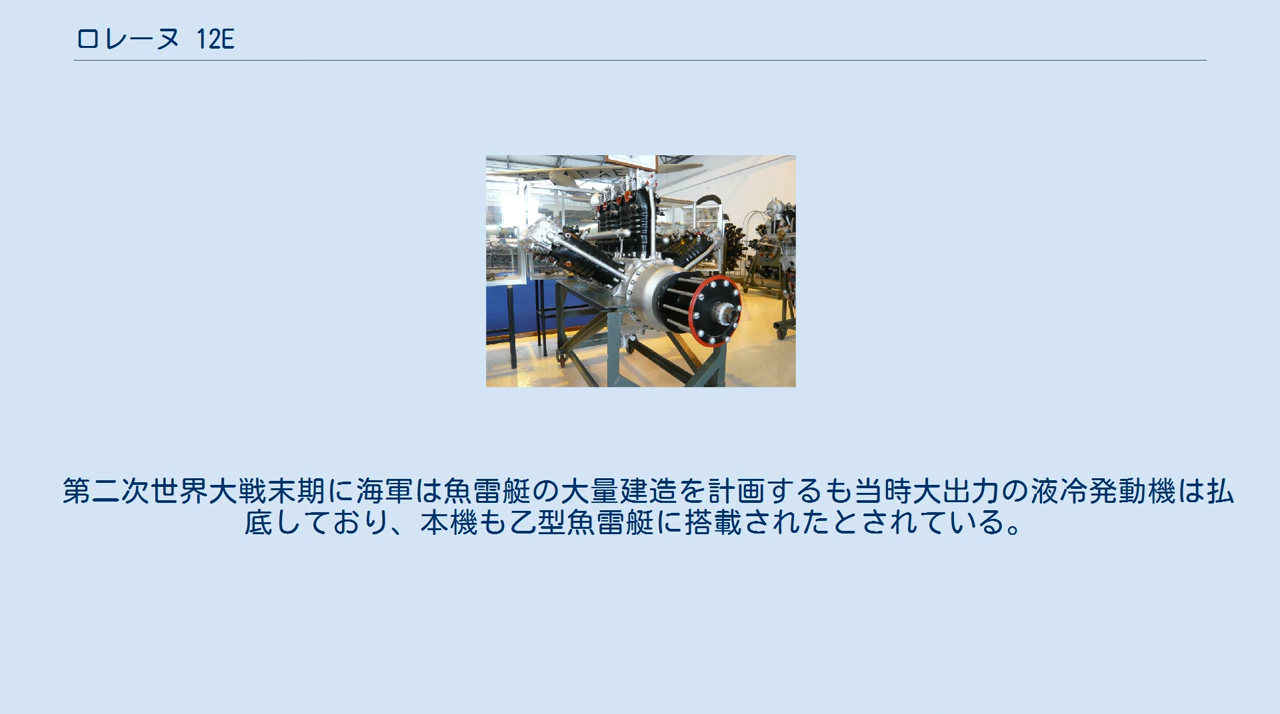 ロレーヌ 12E
第二次世界大戦末期に海軍は魚雷艇の大量建造を計画するも当時大出力の液冷発動機は払
底しており、本機も乙型魚雷艇に搭載されたとされている。